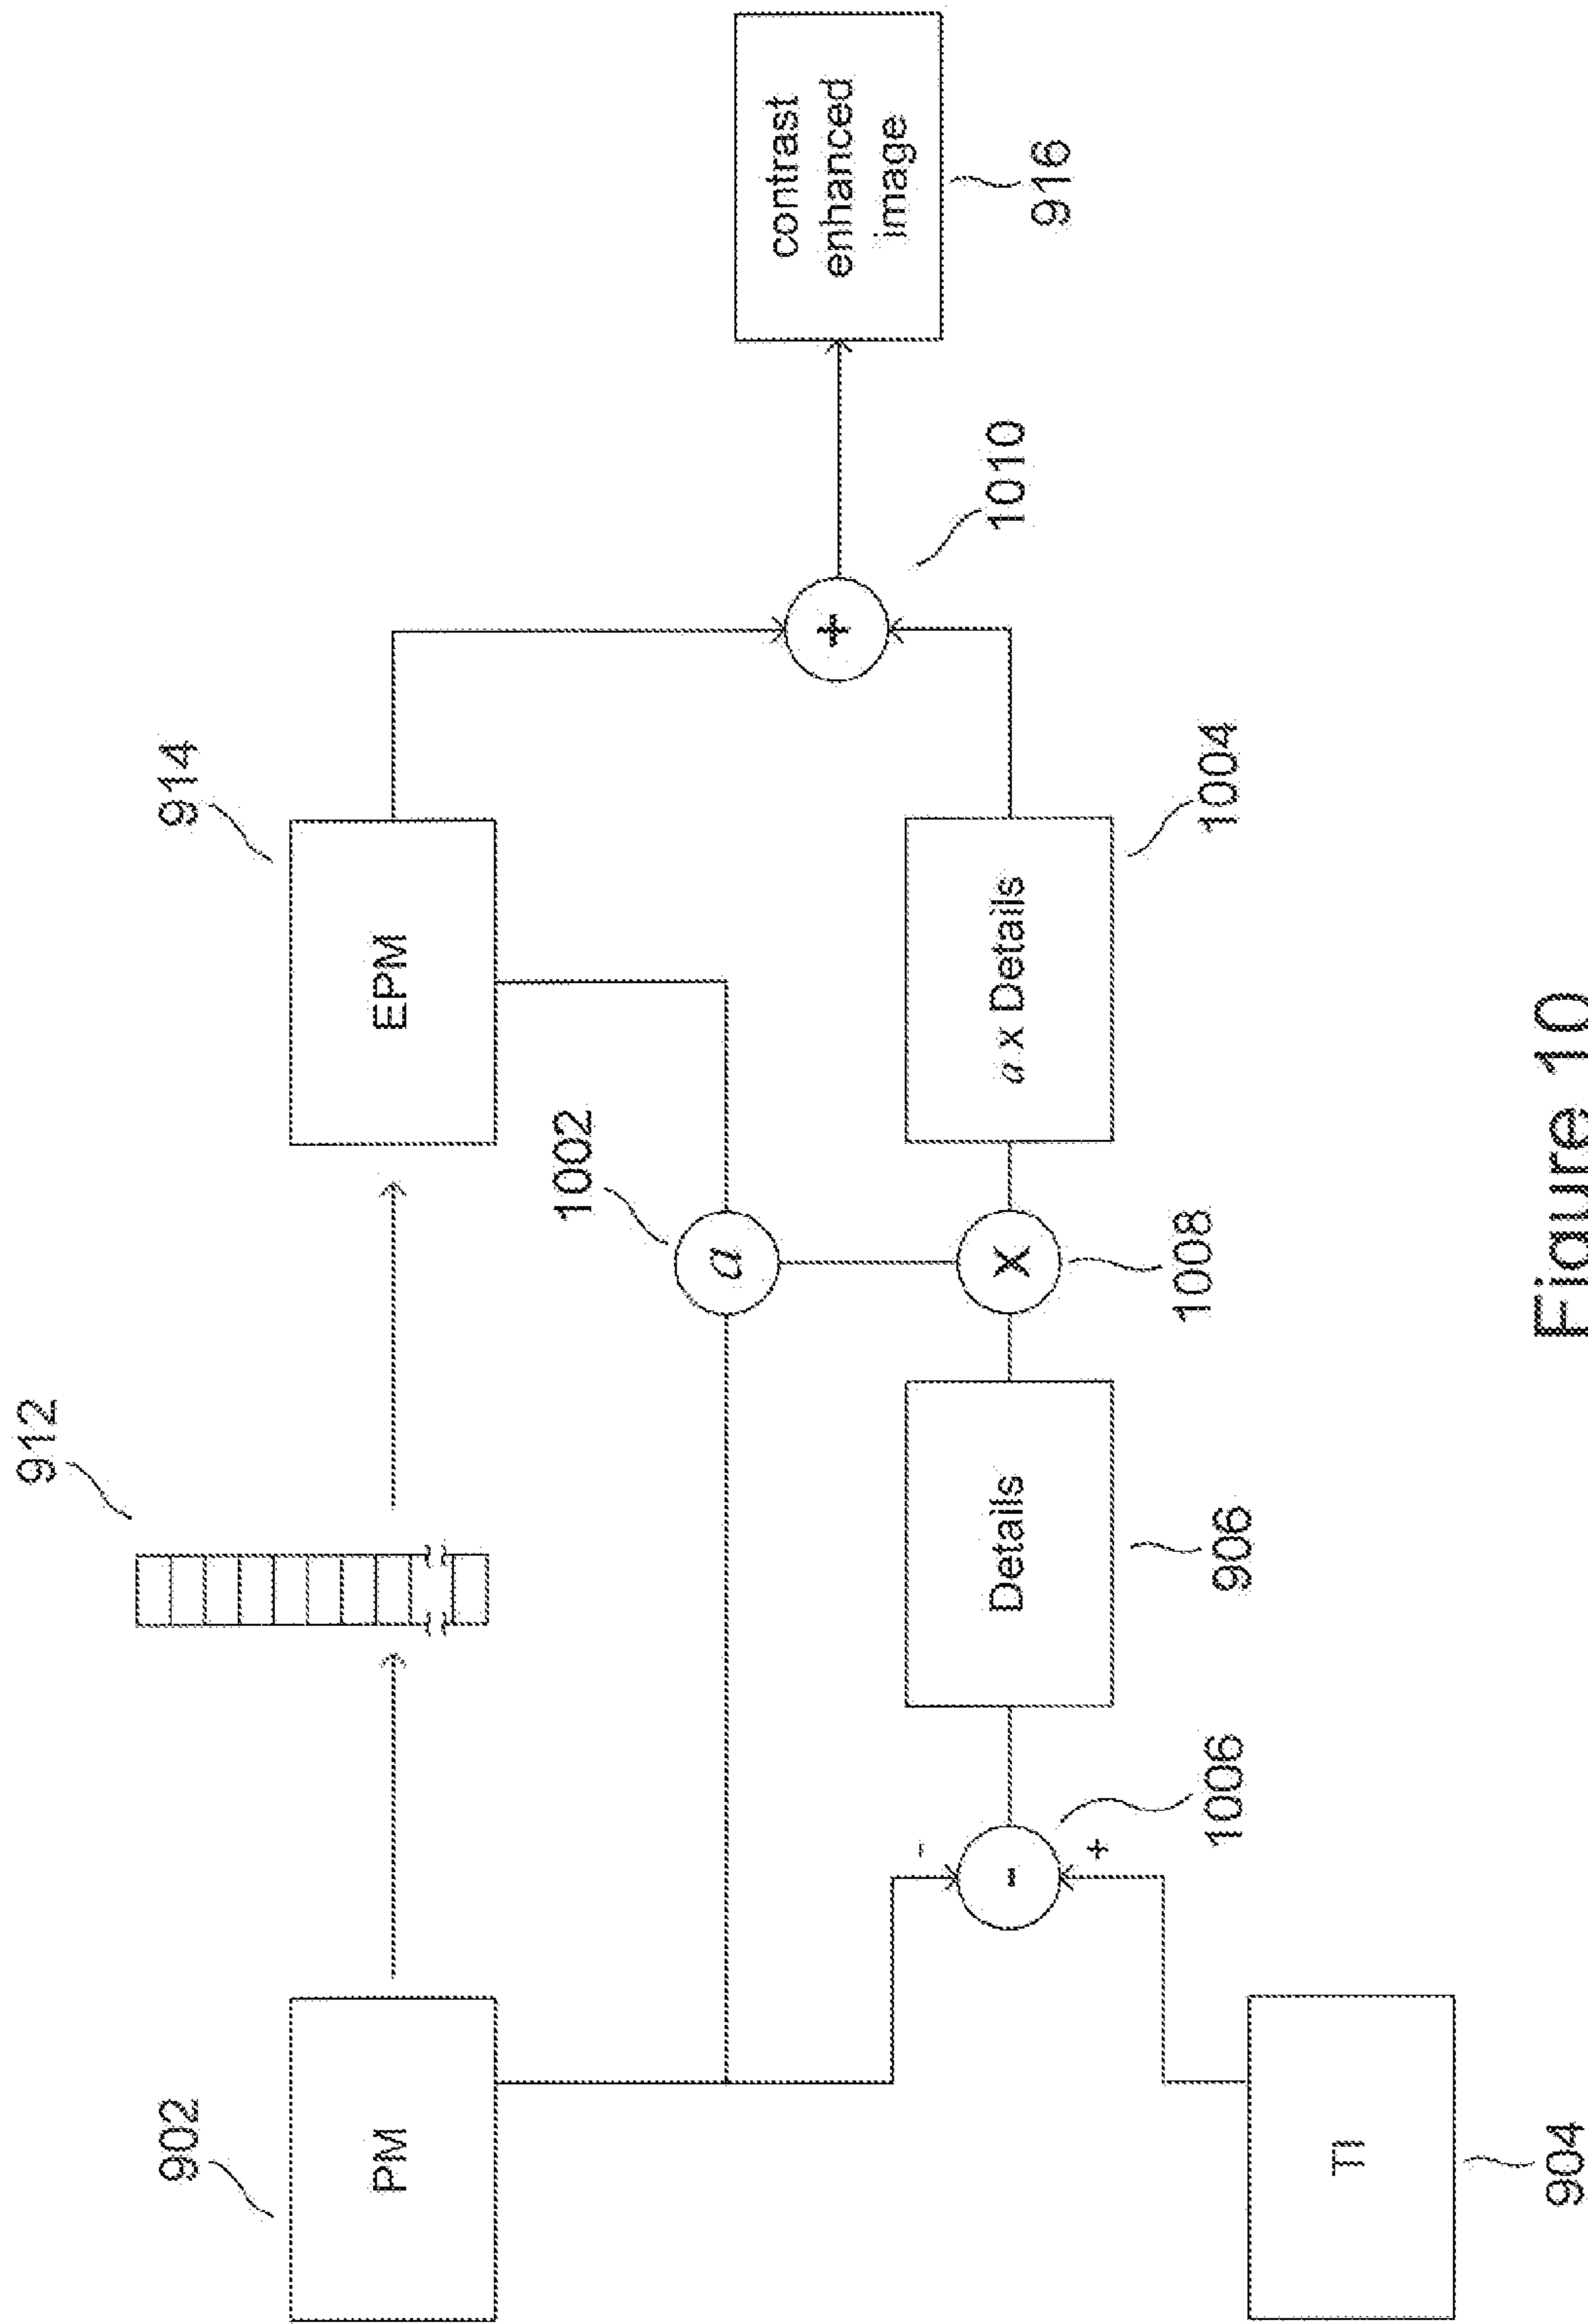 912
902
PM
914
EPM
1002
a
contrast
enhanced
image
916
-
-
+
1006
Details
906
X
1008
a x Details
1004
+
1010
TI
904
Figure 10